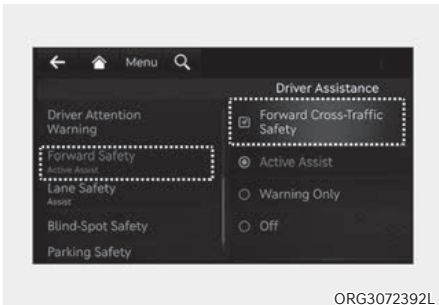 Menu
Driver Assistance
Driver Attention
Warning
Forward Safety
Active Assist
Lane Safety
Assist
Blind-Spot Safety
Parking Safety
Forward Cross-Traffic
Safety
Active Assist
Warning Only
Off
ORG3072392L